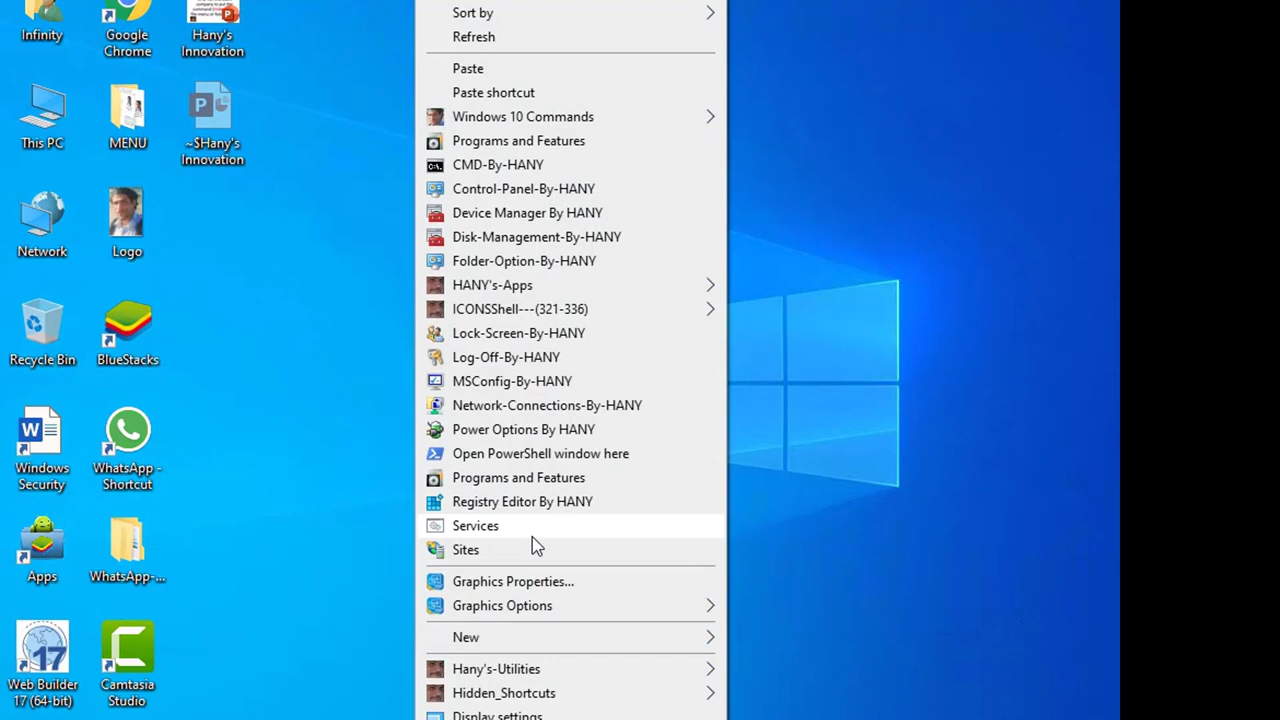 Infinity
Google
Chrome
Hany's
Innovation
This PC
MENU
~$Hany's
Innovation
Network
Logo
Recycle Bin
BlueStacks
Windows
Security
WhatsApp -
Shortcut
Apps
WhatsApp-...
17
Web Builder
17 (64-bit)
Camtasia
Studio
Sort by
Refresh
Paste
Paste shortcut
Windows 10 Commands
Programs and Features
CMD-By-HANY
Control-Panel-By-HANY
Device Manager By HANY
Disk-Management-By-HANY
Folder-Option-By-HANY
HANY's-Apps
ICONSShell---(321-336)
Lock-Screen-By-HANY
Log-Off-By-HANY
MSConfig-By-HANY
Network-Connections-By-HANY
Power Options By HANY
Open PowerShell window here
Programs and Features
Registry Editor By HANY
Services
Sites
Graphics Properties...
Graphics Options
New
Hany's-Utilities
Hidden_Shortcuts
Display settings